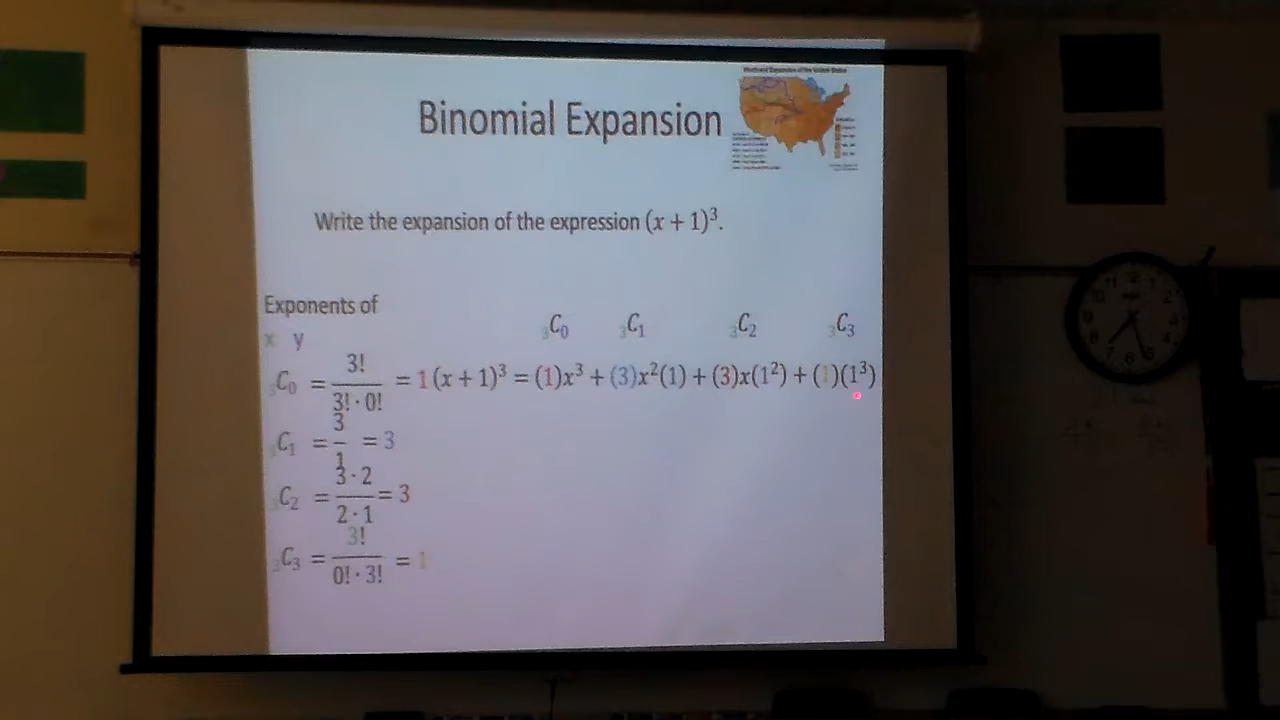 Binomial Expansion
Write the expansion of the expression (x + 1)³.
Exponents of
x y
₃C₀ ₃C₁ ₃C₂ ₃C₃
₃C₀ = 3! / 3! · 0! = 1 (x + 1)³ = (1)x³ + (3)x²(1) + (3)x(1²) + (1)(1³)
₃C₁ = 3 / 1 = 3
₃C₂ = 3 · 2 / 2 · 1 = 3
₃C₃ = 3! / 0! · 3! = 1